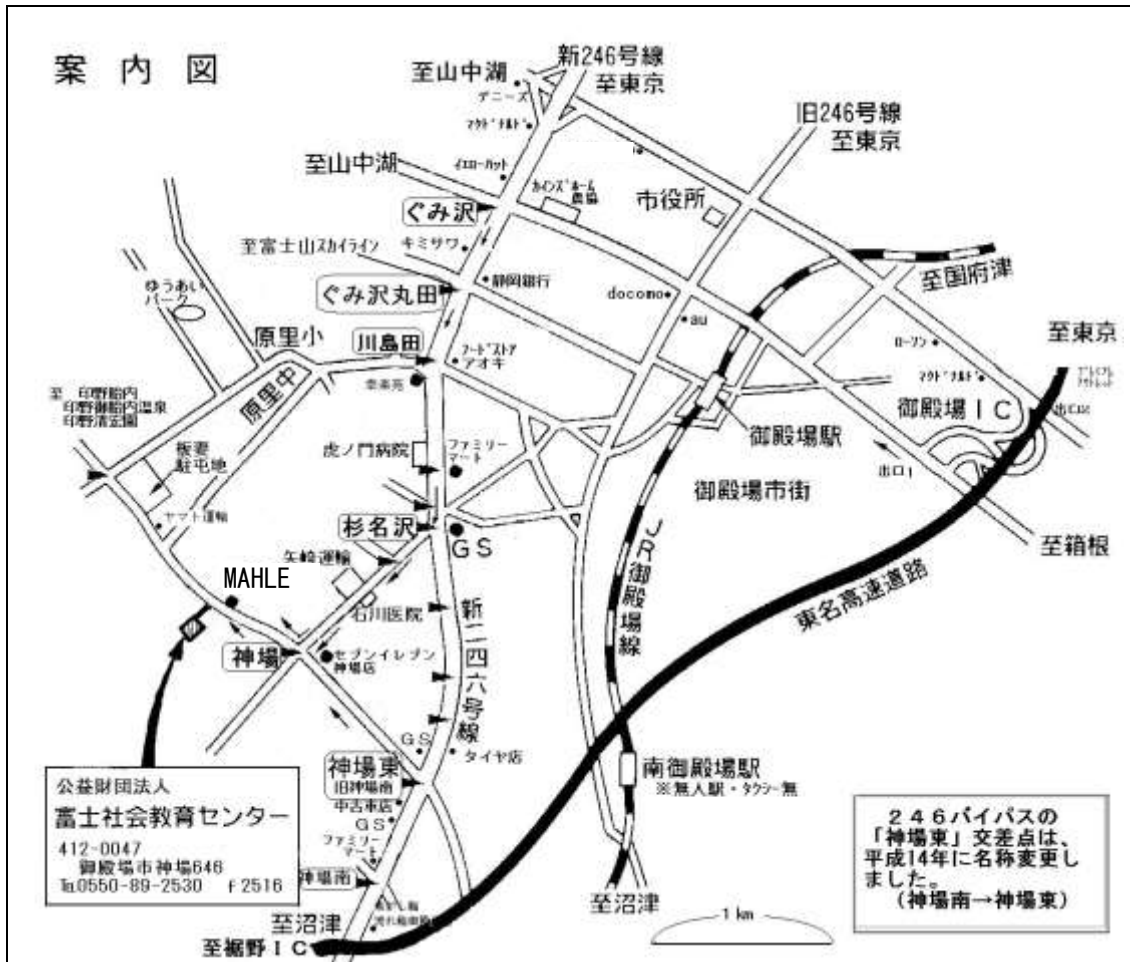 案内図
新246号線
至東京
至山中湖
デニーズ
マクドナルド
旧246号線
至東京
至山中湖
イエローハット
カインズホーム
農協
市役所
ぐみ沢
至富士山スカイライン
キミサワ
至国府津
ゆうあい
パーク
静岡銀行
docomo
ぐみ沢丸田
au
原里小
川島田
フードストア
アオキ
ローソン
至東京
幸楽苑
マクドナルド
原里中
至 印野胎内
印野御胎内温泉
印野清宏園
御殿場IC
御殿場駅
板妻
駐屯地
虎ノ門病院
ファミリー
マート
出口1
御殿場市街
ヤマト運輸
杉名沢
GS
JR御殿場線
至箱根
矢崎運輸
MAHLE
石川医院
新二四六号線
東名高速道路
神場
セブンイレブン
神場店
GS
タイヤ店
神場東
旧神場南
中古車店
GS
ファミリー
マート
南御殿場駅
※無人駅・タクシー無
公益財団法人
富士社会教育センター
412-0047
御殿場市神場646
℡0550-89-2530 F2516
246バイパスの
「神場東」交差点は、
平成14年に名称変更し
ました。
(神場南→神場東)
神場南
至沼津
至沼津
1km
至裾野IC